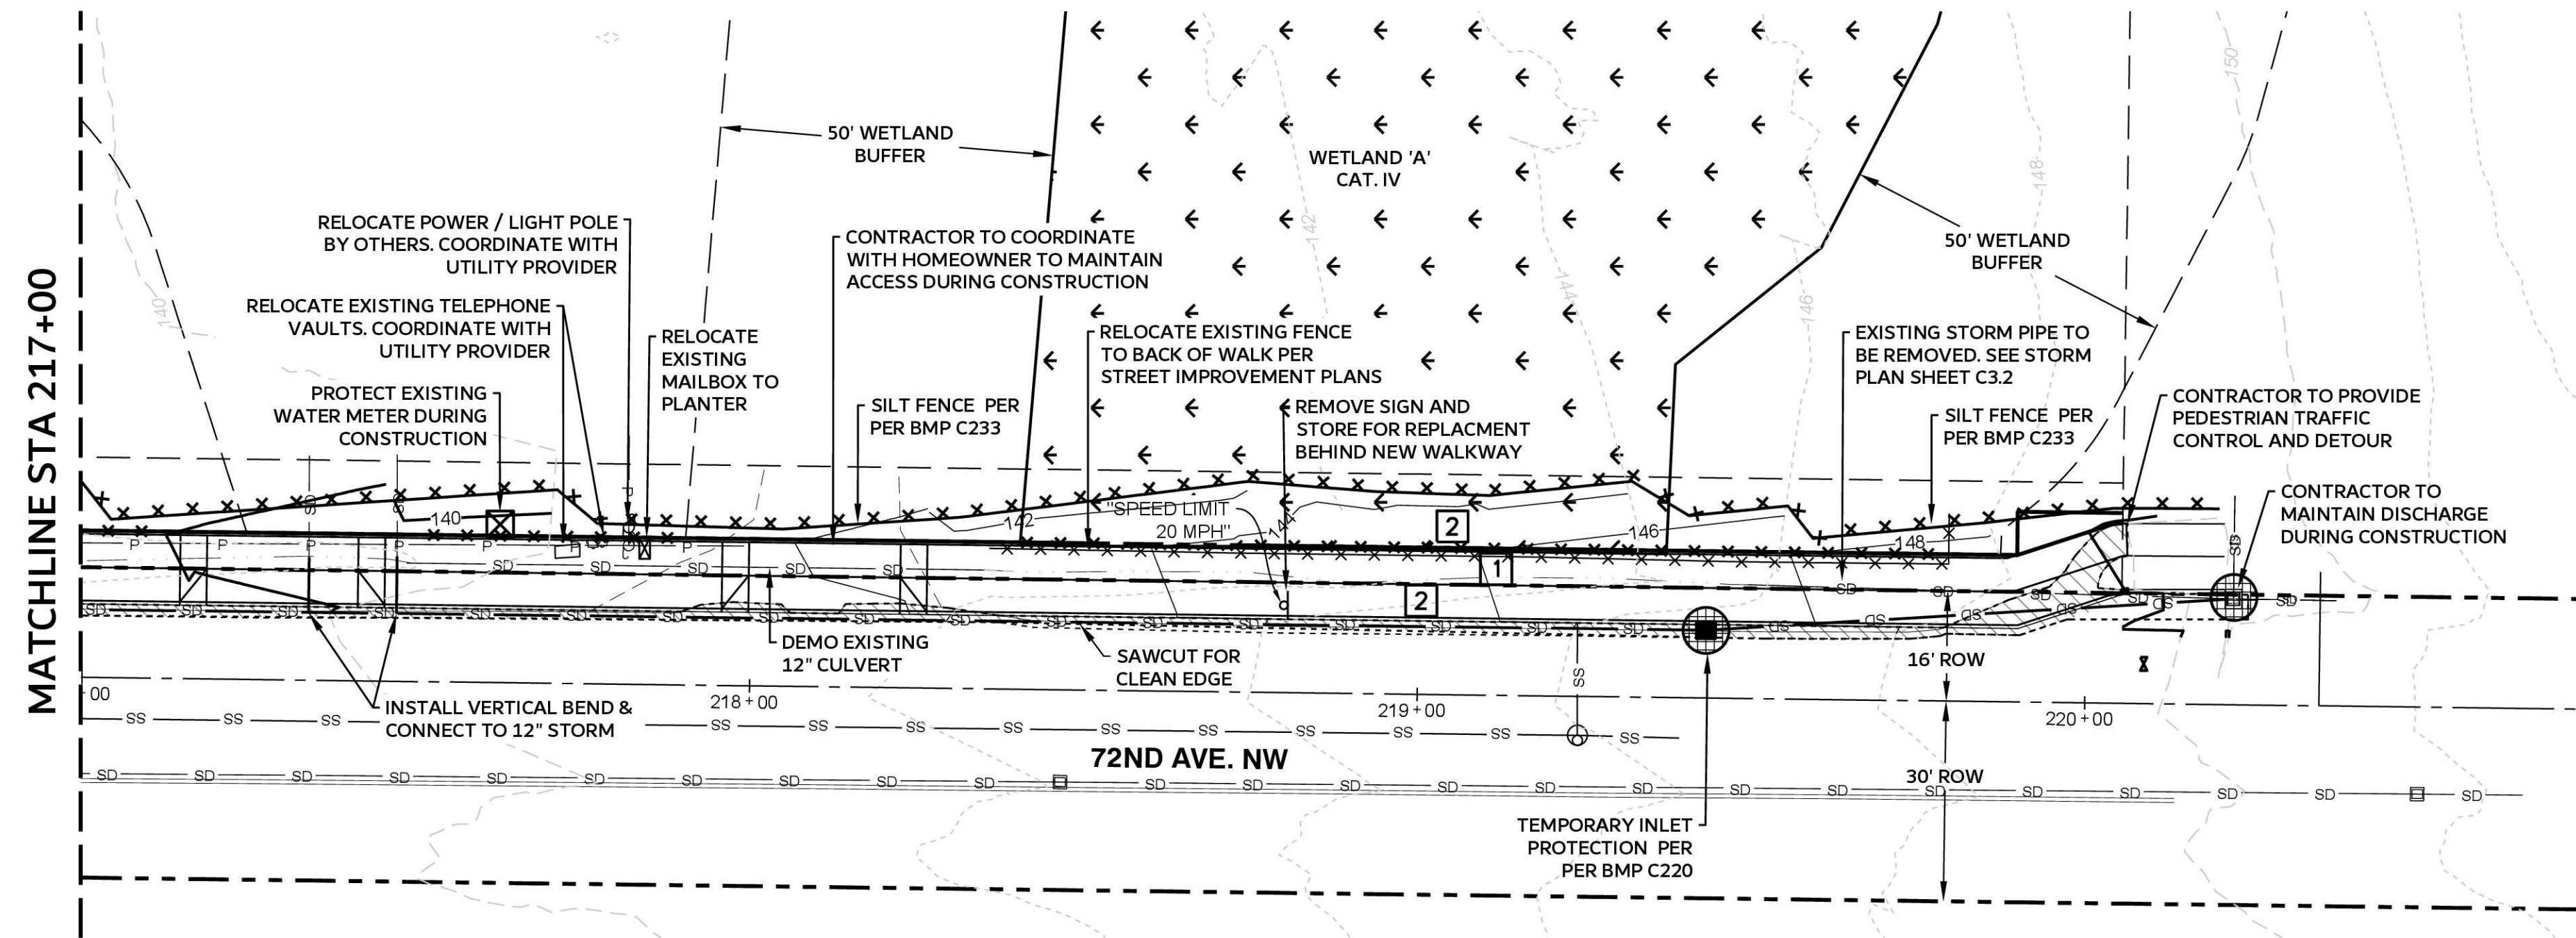 MATCHLINE STA 217+00
50' WETLAND
BUFFER
WETLAND 'A'
CAT. IV
50' WETLAND
BUFFER
RELOCATE POWER / LIGHT POLE
BY OTHERS. COORDINATE WITH
UTILITY PROVIDER
RELOCATE EXISTING TELEPHONE
VAULTS. COORDINATE WITH
UTILITY PROVIDER
PROTECT EXISTING
WATER METER DURING
CONSTRUCTION
RELOCATE
EXISTING
MAILBOX TO
PLANTER
CONTRACTOR TO COORDINATE
WITH HOMEOWNER TO MAINTAIN
ACCESS DURING CONSTRUCTION
SILT FENCE PER
PER BMP C233
RELOCATE EXISTING FENCE
TO BACK OF WALK PER
STREET IMPROVEMENT PLANS
REMOVE SIGN AND
STORE FOR REPLACMENT
BEHIND NEW WALKWAY
EXISTING STORM PIPE TO
BE REMOVED. SEE STORM
PLAN SHEET C3.2
SILT FENCE PER
PER BMP C233
CONTRACTOR TO PROVIDE
PEDESTRIAN TRAFFIC
CONTROL AND DETOUR
CONTRACTOR TO
MAINTAIN DISCHARGE
DURING CONSTRUCTION
140
142
144
146
148
150
140
142
"SPEED LIMIT
20 MPH"
144
2
146
148
1
2
DEMO EXISTING
12" CULVERT
SAWCUT FOR
CLEAN EDGE
16' ROW
INSTALL VERTICAL BEND &
CONNECT TO 12" STORM
00
218+00
219+00
220+00
72ND AVE. NW
30' ROW
TEMPORARY INLET
PROTECTION PER
PER BMP C220